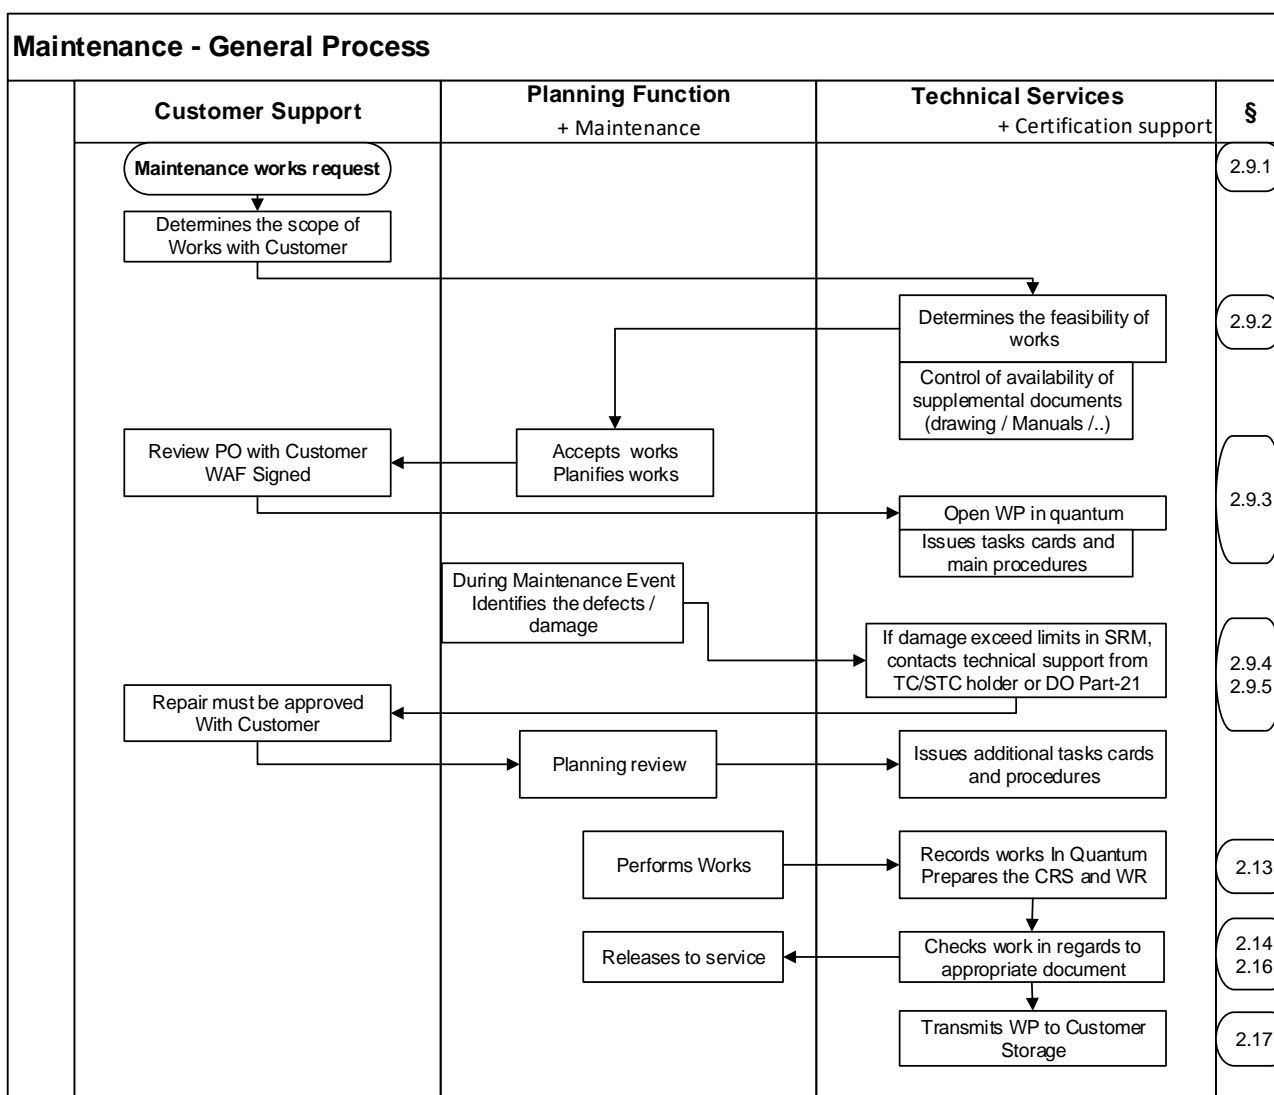 Maintenance - General Process
Customer Support
Planning Function
+ Maintenance
Technical Services
+ Certification support
§
Maintenance works request
2.9.1
Determines the scope of
Works with Customer
Determines the feasibility of
works
2.9.2
Control of availability of
supplemental documents
(drawing / Manuals /..)
Review PO with Customer
WAF Signed
Accepts works
Planifies works
2.9.3
Open WP in quantum
Issues tasks cards and
main procedures
During Maintenance Event
Identifies the defects /
damage
If damage exceed limits in SRM,
contacts technical support from
TC/STC holder or DO Part-21
2.9.4
2.9.5
Repair must be approved
With Customer
Planning review
Issues additional tasks cards
and procedures
Performs Works
Records works In Quantum
Prepares the CRS and WR
2.13
Releases to service
Checks work in regards to
appropriate document
2.14
2.16
Transmits WP to Customer
Storage
2.17